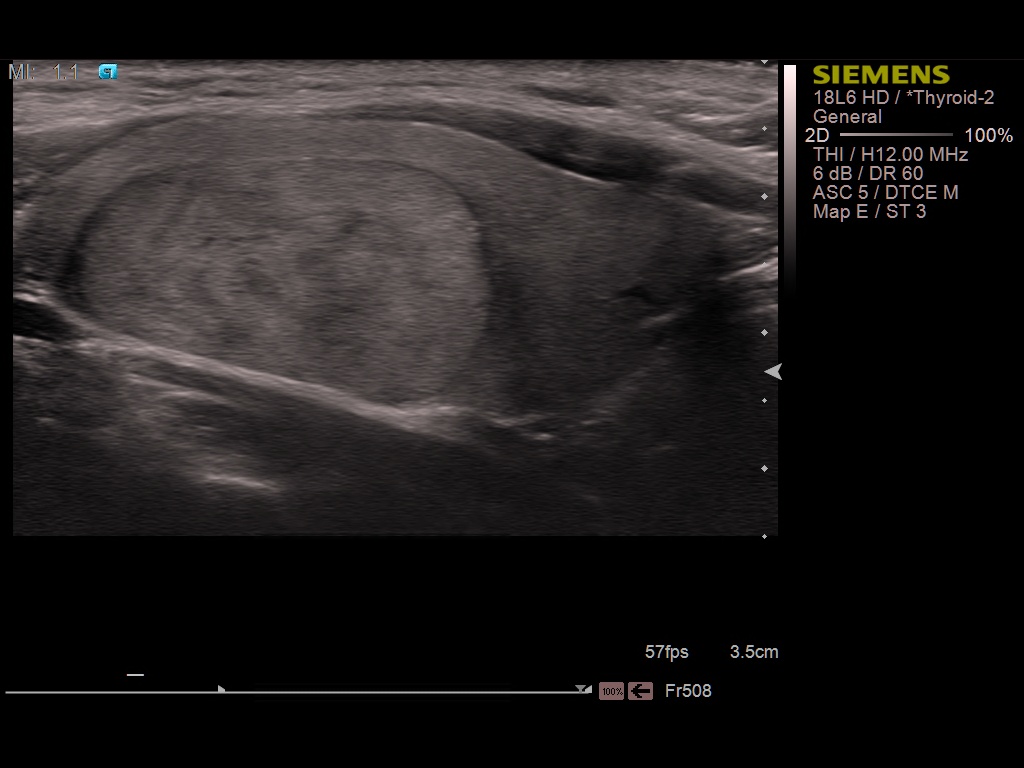 MI: 1.1
SIEMENS
18L6 HD / *Thyroid-2
General
2D 100%
THI / H12.00 MHz
6 dB / DR 60
ASC 5 / DTCE M
Map E / ST 3
57fps 3.5cm
100% Fr508